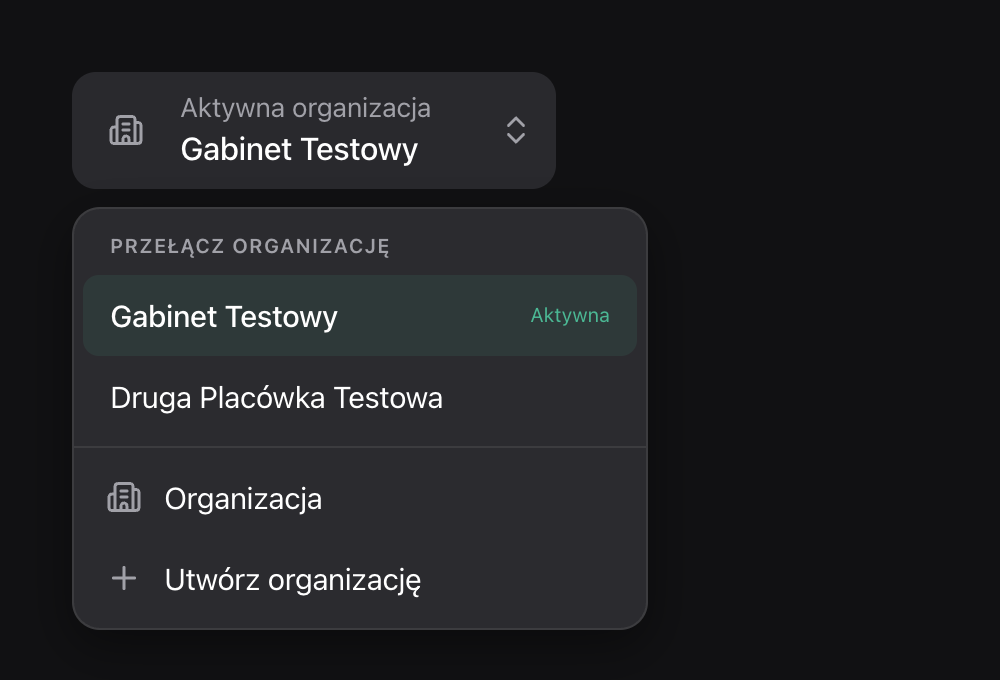 Aktywna organizacja
Gabinet Testowy
PRZEŁĄCZ ORGANIZACJĘ
Gabinet Testowy Aktywna
Druga Placówka Testowa
Organizacja
Utwórz organizację